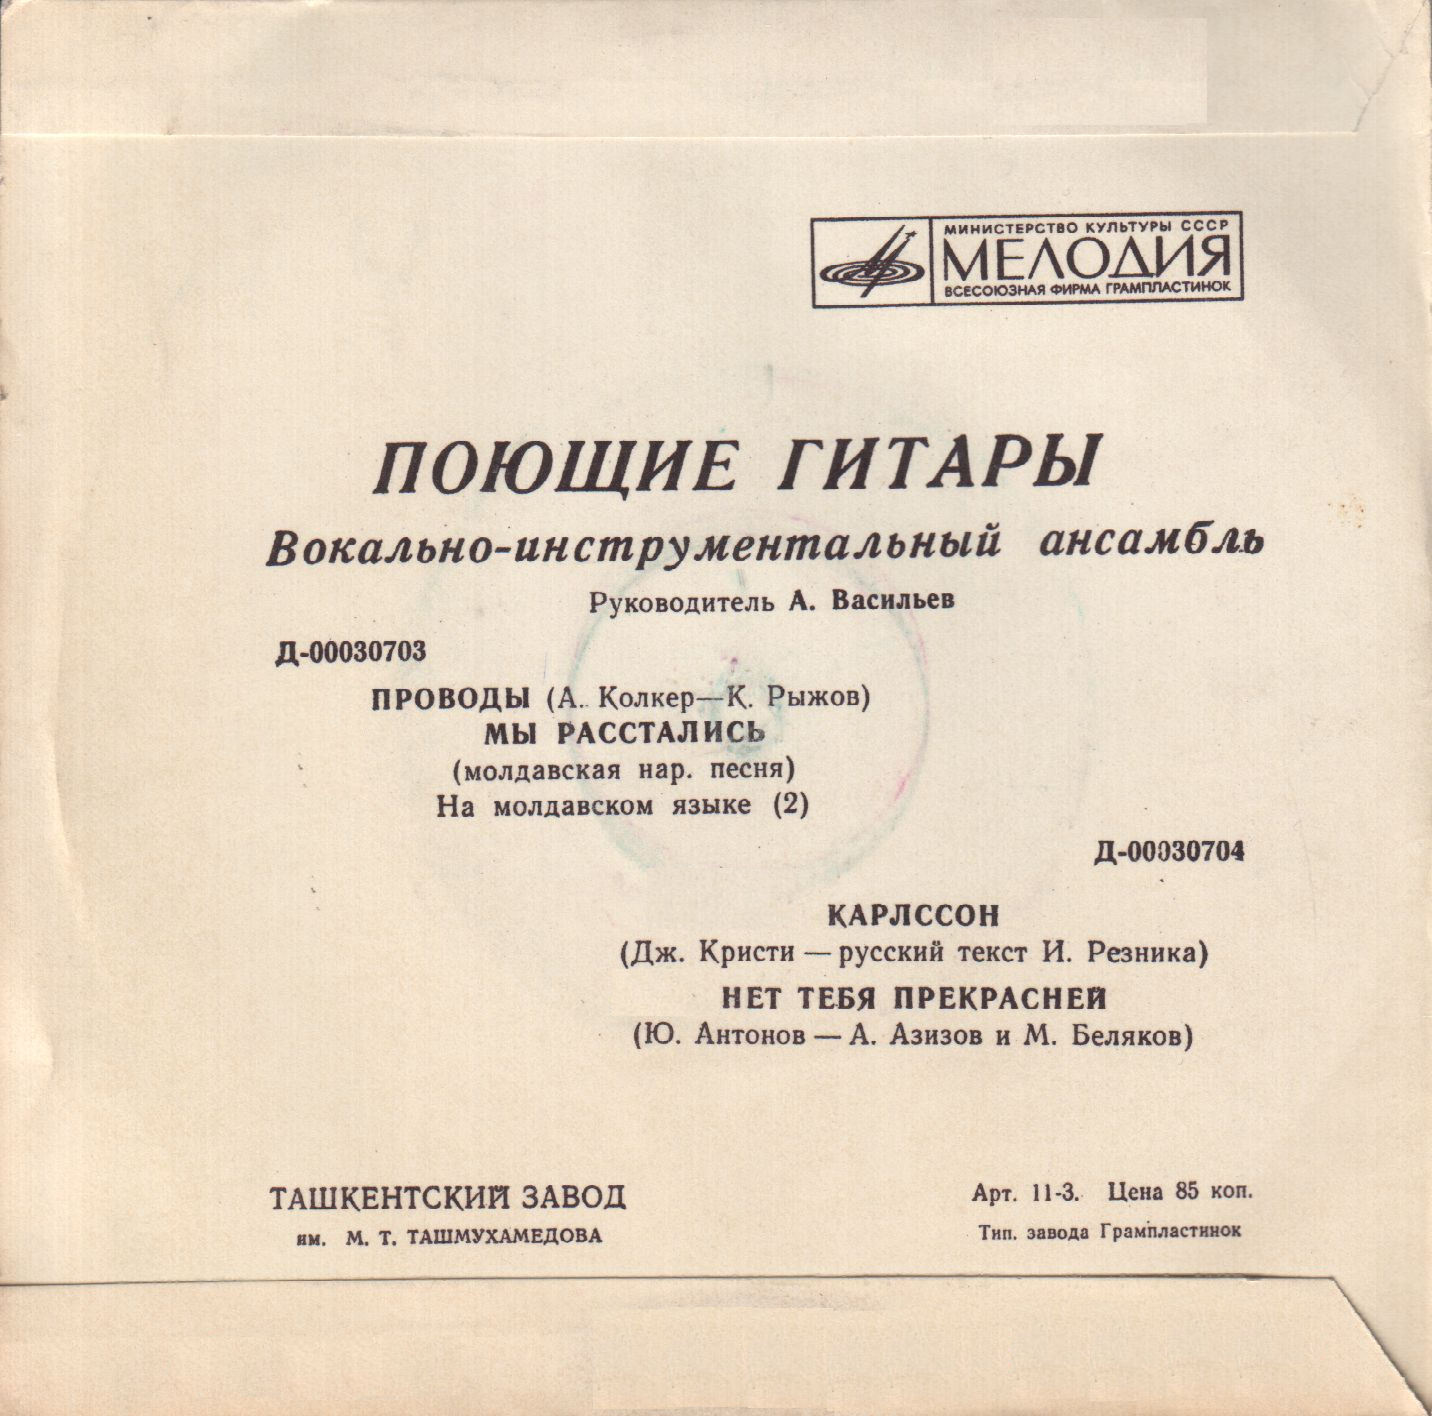 МИНИСТЕРСТВО КУЛЬТУРЫ СССР
МЕЛОДИЯ
ВСЕСОЮЗНАЯ ФИРМА ГРАМПЛАСТИНОК
ПОЮЩИЕ ГИТАРЫ
Вокально-инструментальный ансамбль
Руководитель А. Васильев
Д-00030703
ПРОВОДЫ (А. Колкер—К. Рыжов)
МЫ РАССТАЛИСЬ
(молдавская нар. песня)
На молдавском языке (2)
Д-00030704
КАРЛССОН
(Дж. Кристи — русский текст И. Резника)
НЕТ ТЕБЯ ПРЕКРАСНЕЙ
(Ю. Антонов — А. Азизов и М. Беляков)
ТАШКЕНТСКИЙ ЗАВОД
им. М. Т. ТАШМУХАМЕДОВА
Арт. 11-3. Цена 85 коп.
Тип. завода Грампластинок